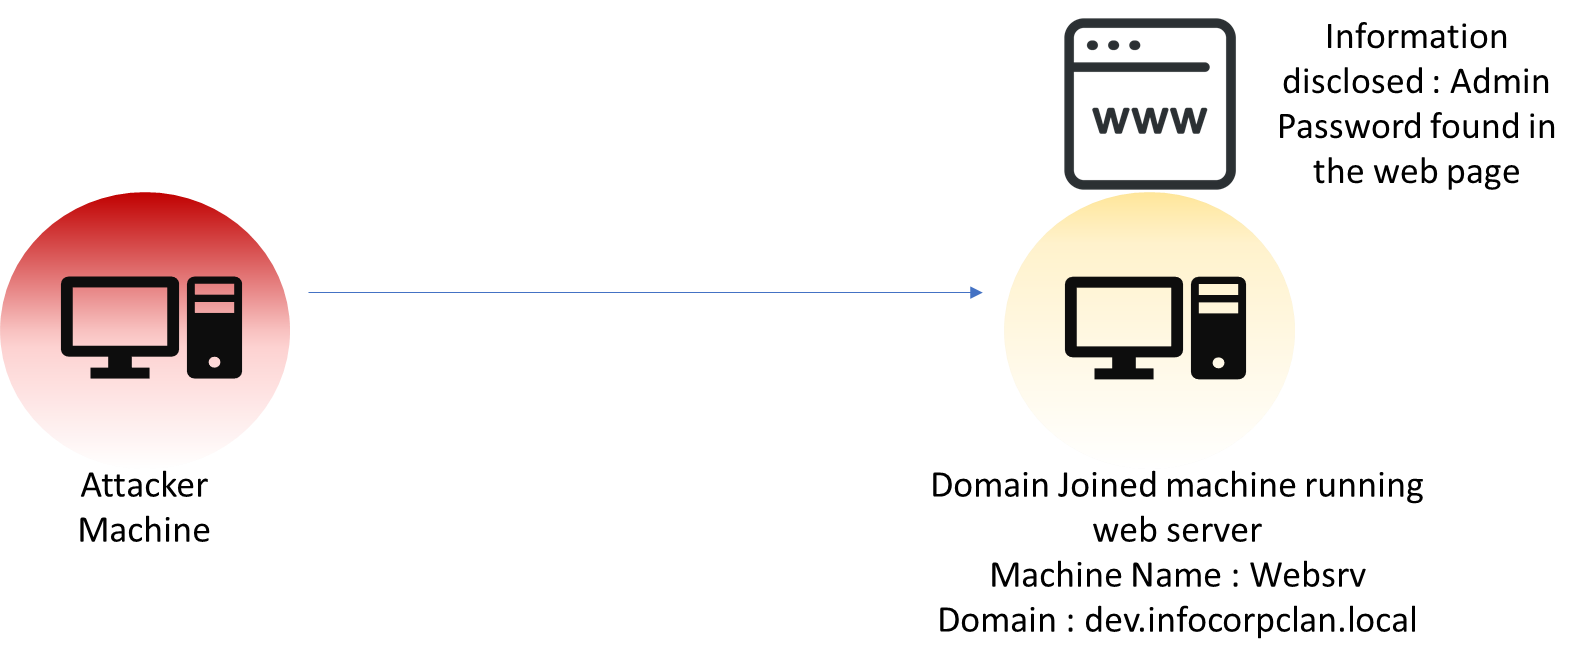 www
Information
disclosed : Admin
Password found in
the web page
Attacker
Machine
Domain Joined machine running
web server
Machine Name : Websrv
Domain : dev.infocorpclan.local